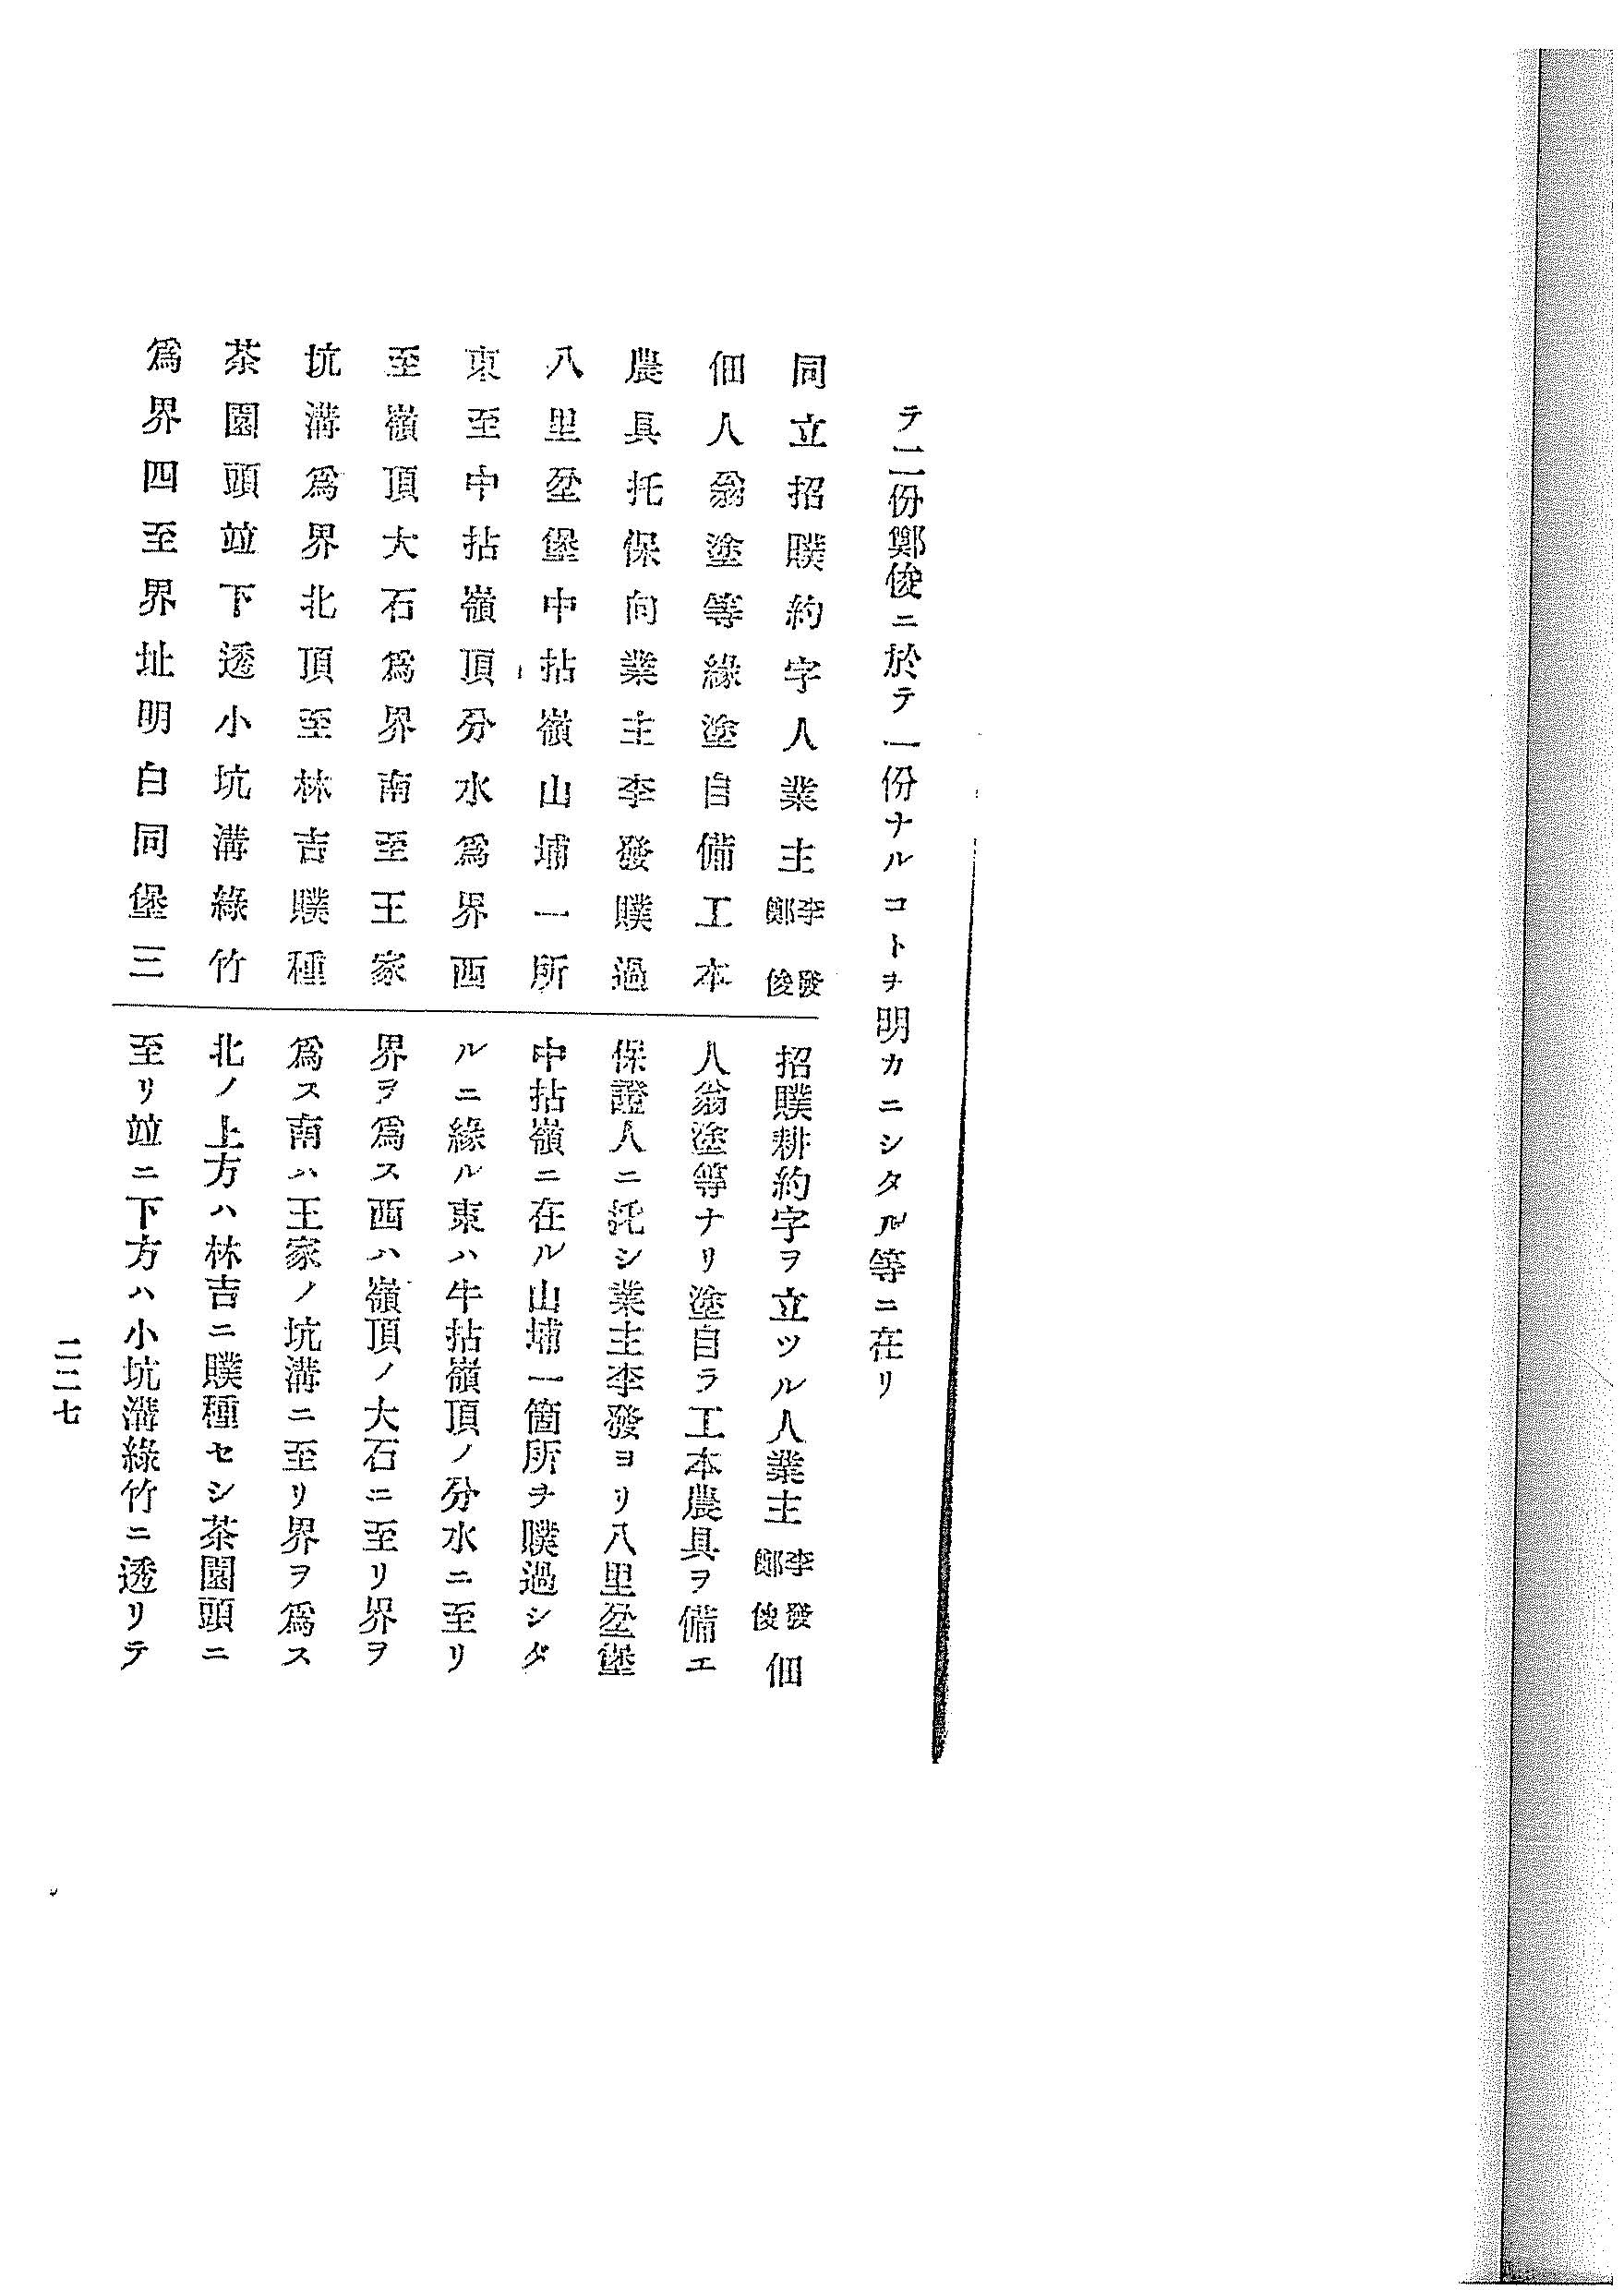 テ二份鄭俊ニ於テ一份ナルコトヲ明カニシタル等ニ在リ
同立招贌約字人業主李發鄭俊
佃人翁塗等緣塗自備工本
農具托保向業主李發贌過
八里坌堡中拈嶺山埔一所
東至中拈嶺頂分水爲界西
至嶺頂大石爲界南至王家
坑溝爲界北頂至林吉贌種
茶園頭竝下透小坑溝綠竹
爲界四至界址明白同堡三
招贌耕約字ヲ立ツル人業主李發鄭俊佃
人翁塗等ナリ塗自ラ工本農具ヲ備エ
保證人ニ託シ業主李發ヨリ八里坌堡
中拈嶺ニ在ル山埔一箇所ヲ贌過シタ
ルニ緣ル東ハ牛拈嶺頂ノ分水ニ至リ
界ヲ爲ス西ハ嶺頂ノ大石ニ至リ界ヲ
爲ス南ハ王家ノ坑溝ニ至リ界ヲ爲ス
北ノ上方ハ林吉ニ贌種セシ茶園頭ニ
至リ竝ニ下方ハ小坑溝綠竹ニ透リテ
二二七